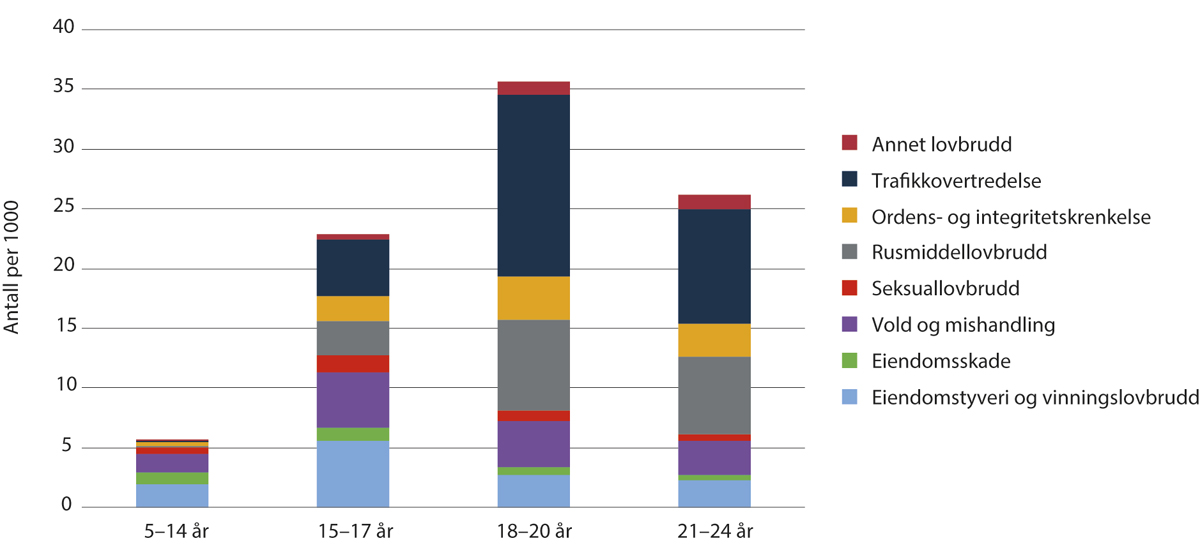 40
35
30
25
20
15
10
5
0
Antall per 1000
5–14 år
15–17 år
18–20 år
21–24 år
Annet lovbrudd
Trafikkovertredelse
Ordens- og integritetskrenkelse
Rusmiddellovbrudd
Seksuallovbrudd
Vold og mishandling
Eiendomsskade
Eiendomstyveri og vinningslovbrudd